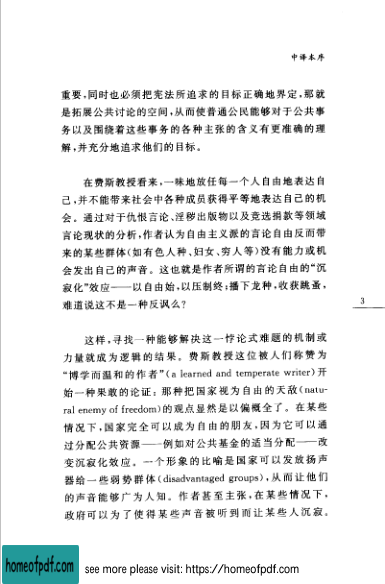 中译本序
重要，同时也必须把宪法所追求的目标正确地界定，那就
是拓展公共讨论的空间，从而使普通公民能够对于公共事
务以及围绕着这些事务的各种主张的含义有更准确的理
解，并充分地追求他们的目标。
在费斯教授看来，一味地放任每一个人自由地表达自
己，并不能带来社会中各种成员获得平等地表达自己的机
会。通过对于仇恨言论、淫秽出版物以及竞选捐款等领域
言论现状的分析，作者认为自由主义派的言论自由反而带
来的某些群体（如有色人种、妇女、穷人等）没有能力或机
会发出自己的声音。这也就是作者所谓的言论自由的“沉
寂化”效应——以自由始，以压制终；播下龙种，收获跳蚤，
难道说这不是一种反讽么？
3
这样，寻找一种能够解决这一悖论式难题的机制或
力量就成为逻辑的结果。费斯教授这位被人们称赞为
“博学而温和的作者”（a learned and temperate writer）开
始一种果敢的论证：那种把国家视为自由的天敌（natu-
ral enemy of freedom）的观点显然是以偏概全了。在某些
情况下，国家完全可以成为自由的朋友，因为它可以通
过分配公共资源——例如对公共基金的适当分配——改
变沉寂化效应。一个形象的比喻是国家可以发放扬声
器给一些弱势群体（disadvantaged groups），从而让他们
的声音能够广为人知。作者甚至主张，在某些情况下，
政府可以为了使得某些声音被听到而让某些人沉寂。
homeofpdf.com
see more please visit: https://homeofpdf.com